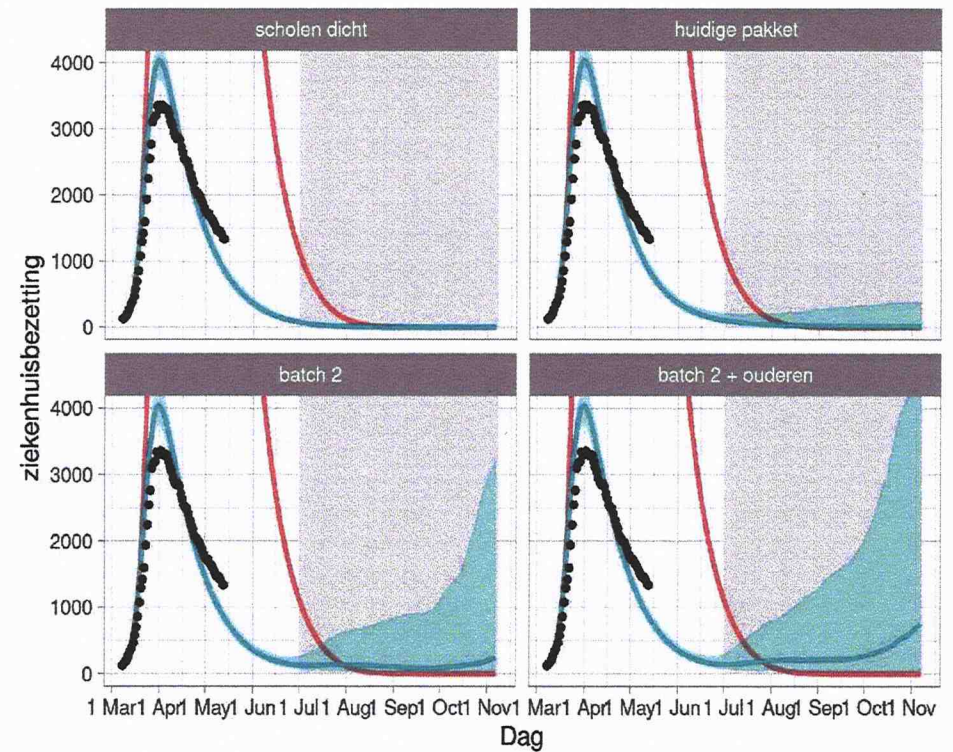 scholen dicht
huidige pakket
4000
3000
2000
1000
0
batch 2
batch 2 + ouderen
4000
3000
2000
1000
0
ziekenhuisbezetting
1 Mar1 Apr1 May1 Jun1 Jul1 Aug1 Sep1 Oct1 Nov1 Mar1 Apr1 May1 Jun1 Jul1 Aug1 Sep1 Oct1 Nov
Dag